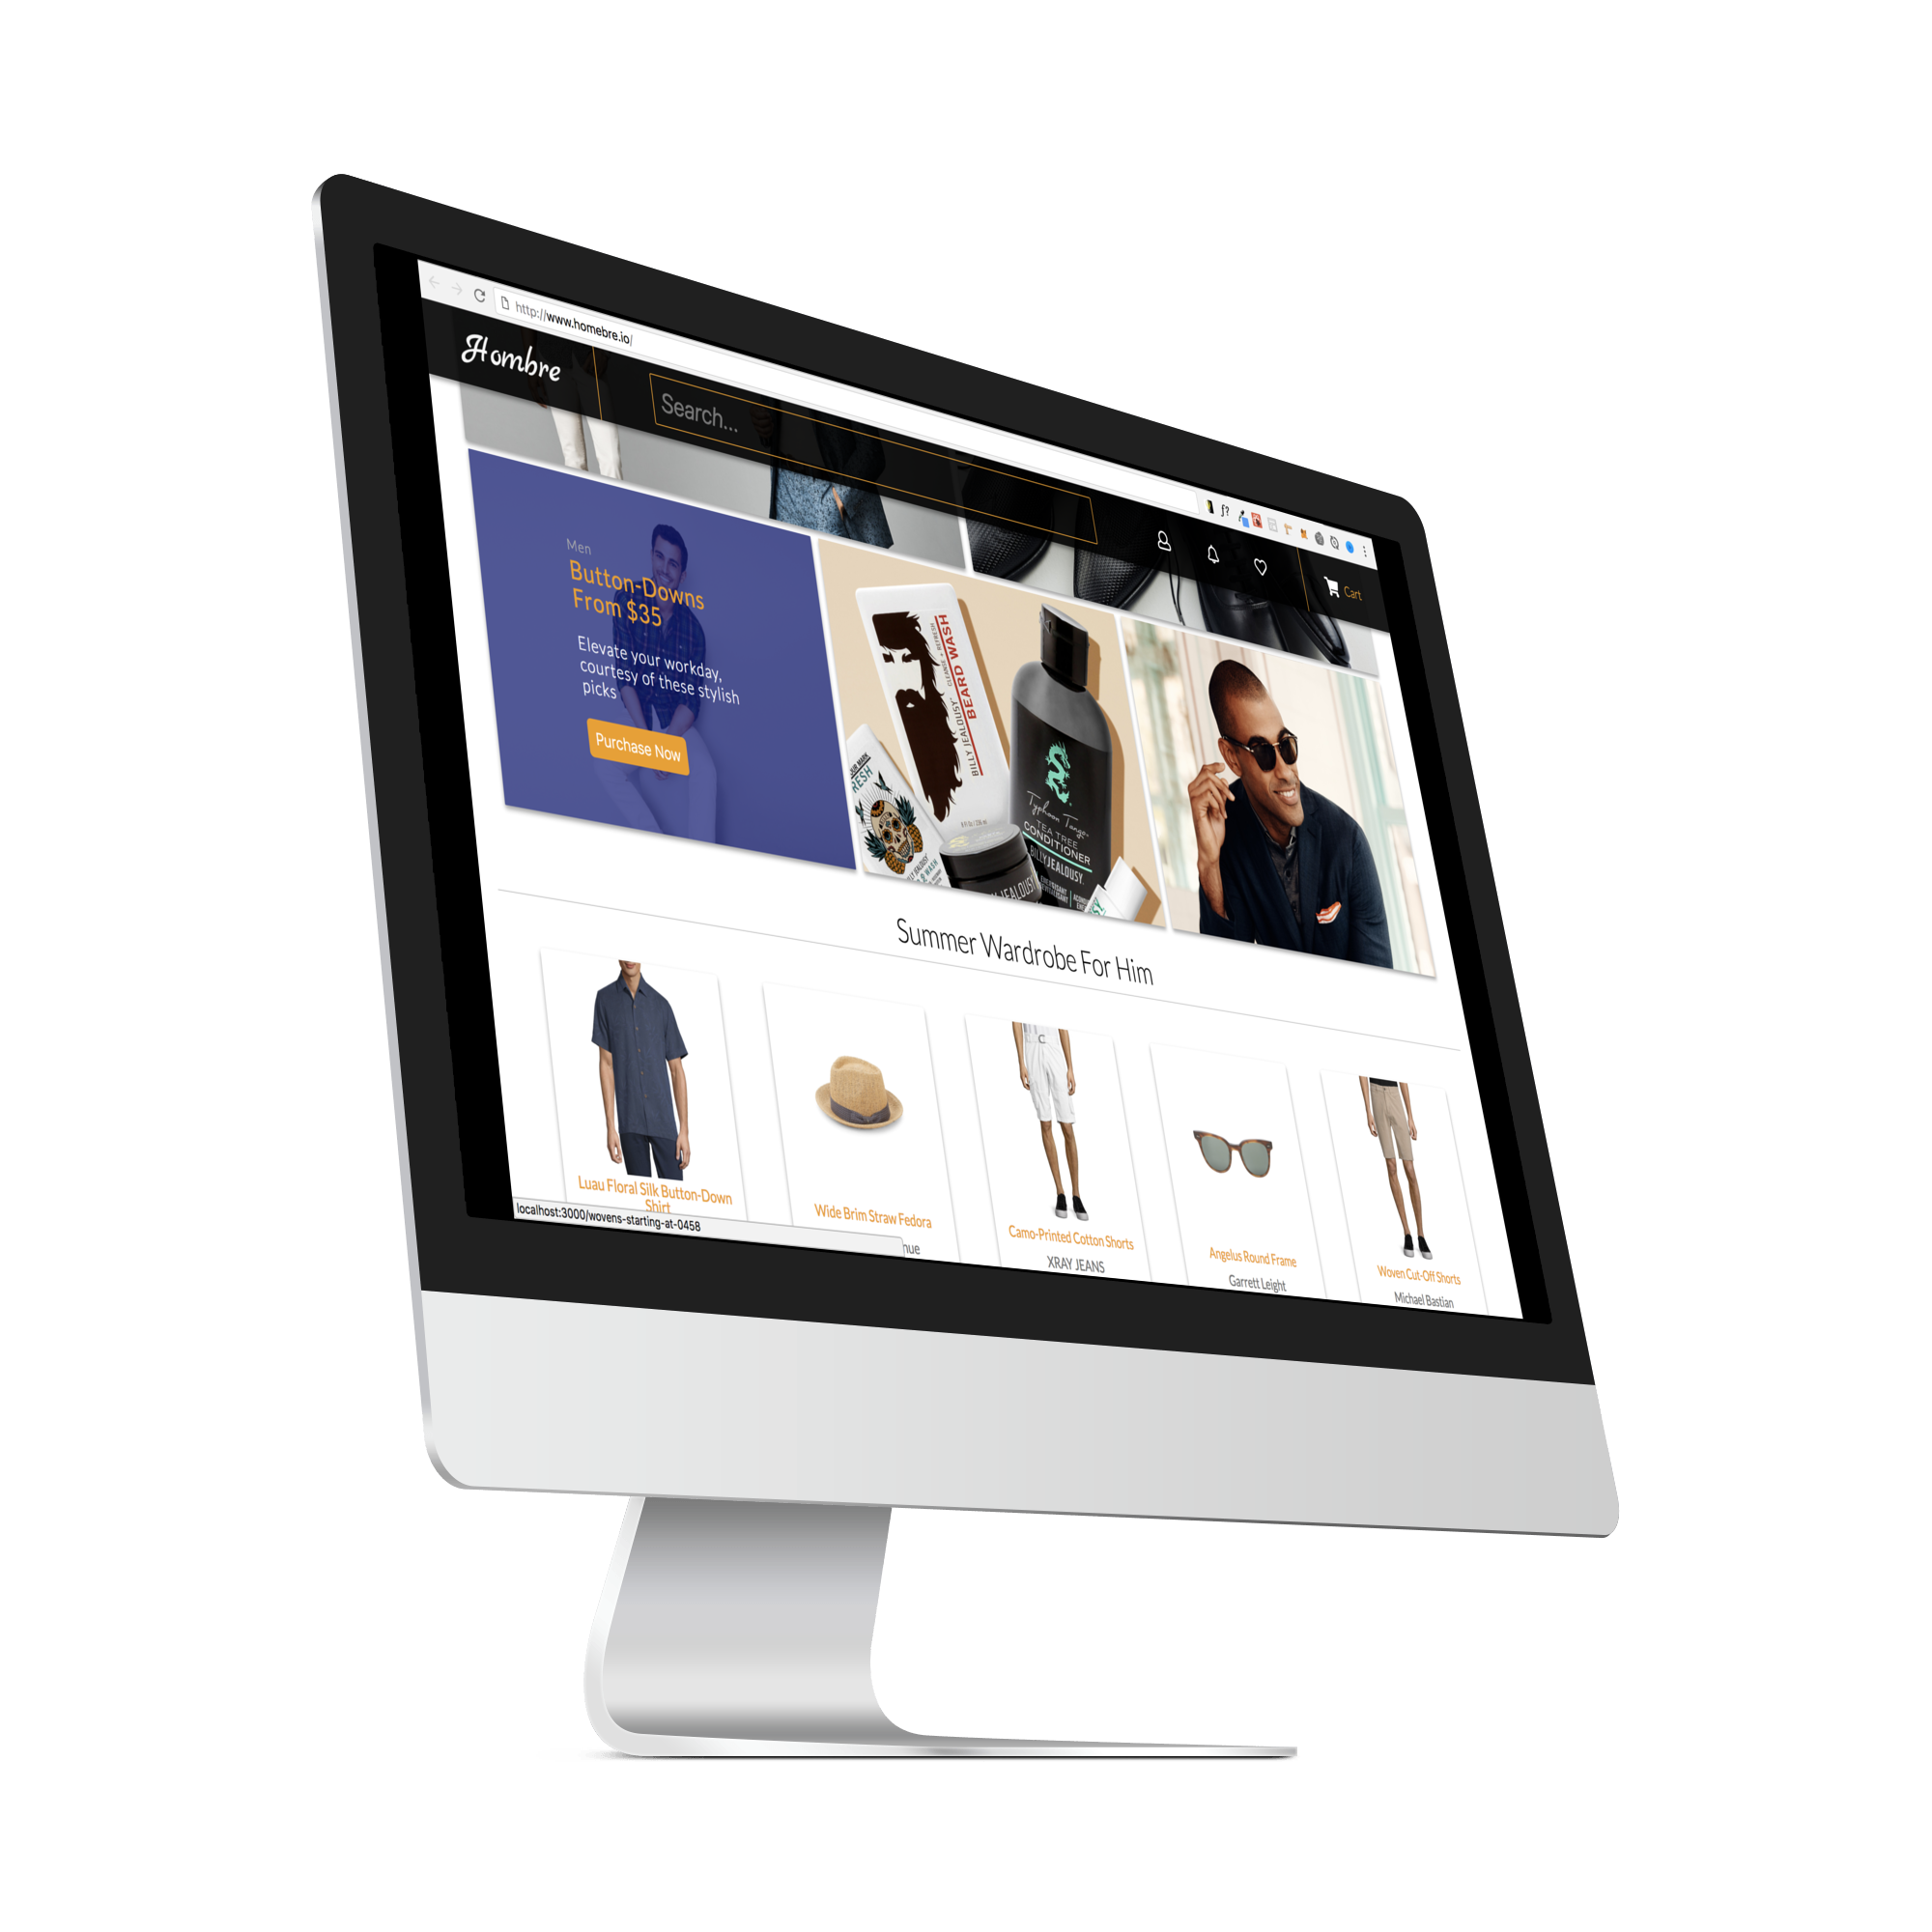 http://www.homebre.io/
Hombre
Search...
f?
Cart
Men
Button-Downs
From $35
Elevate your workday,
courtesy of these stylish
picks
Purchase Now
BILLY JEALOUSY
CLEANSE + REFRESH
BEARD WASH
Typhoon Tango
TEA TREE
CONDITIONER
BILLYJEALOUSY
Summer Wardrobe For Him
Luau Floral Silk Button-Down
Shirt
Wide Brim Straw Fedora
Camo-Printed Cotton Shorts
XRAY JEANS
Angelus Round Frame
Garrett Leight
Woven Cut-Off Shorts
Michael Bastian
localhost:3000/wovens-starting-at-0458